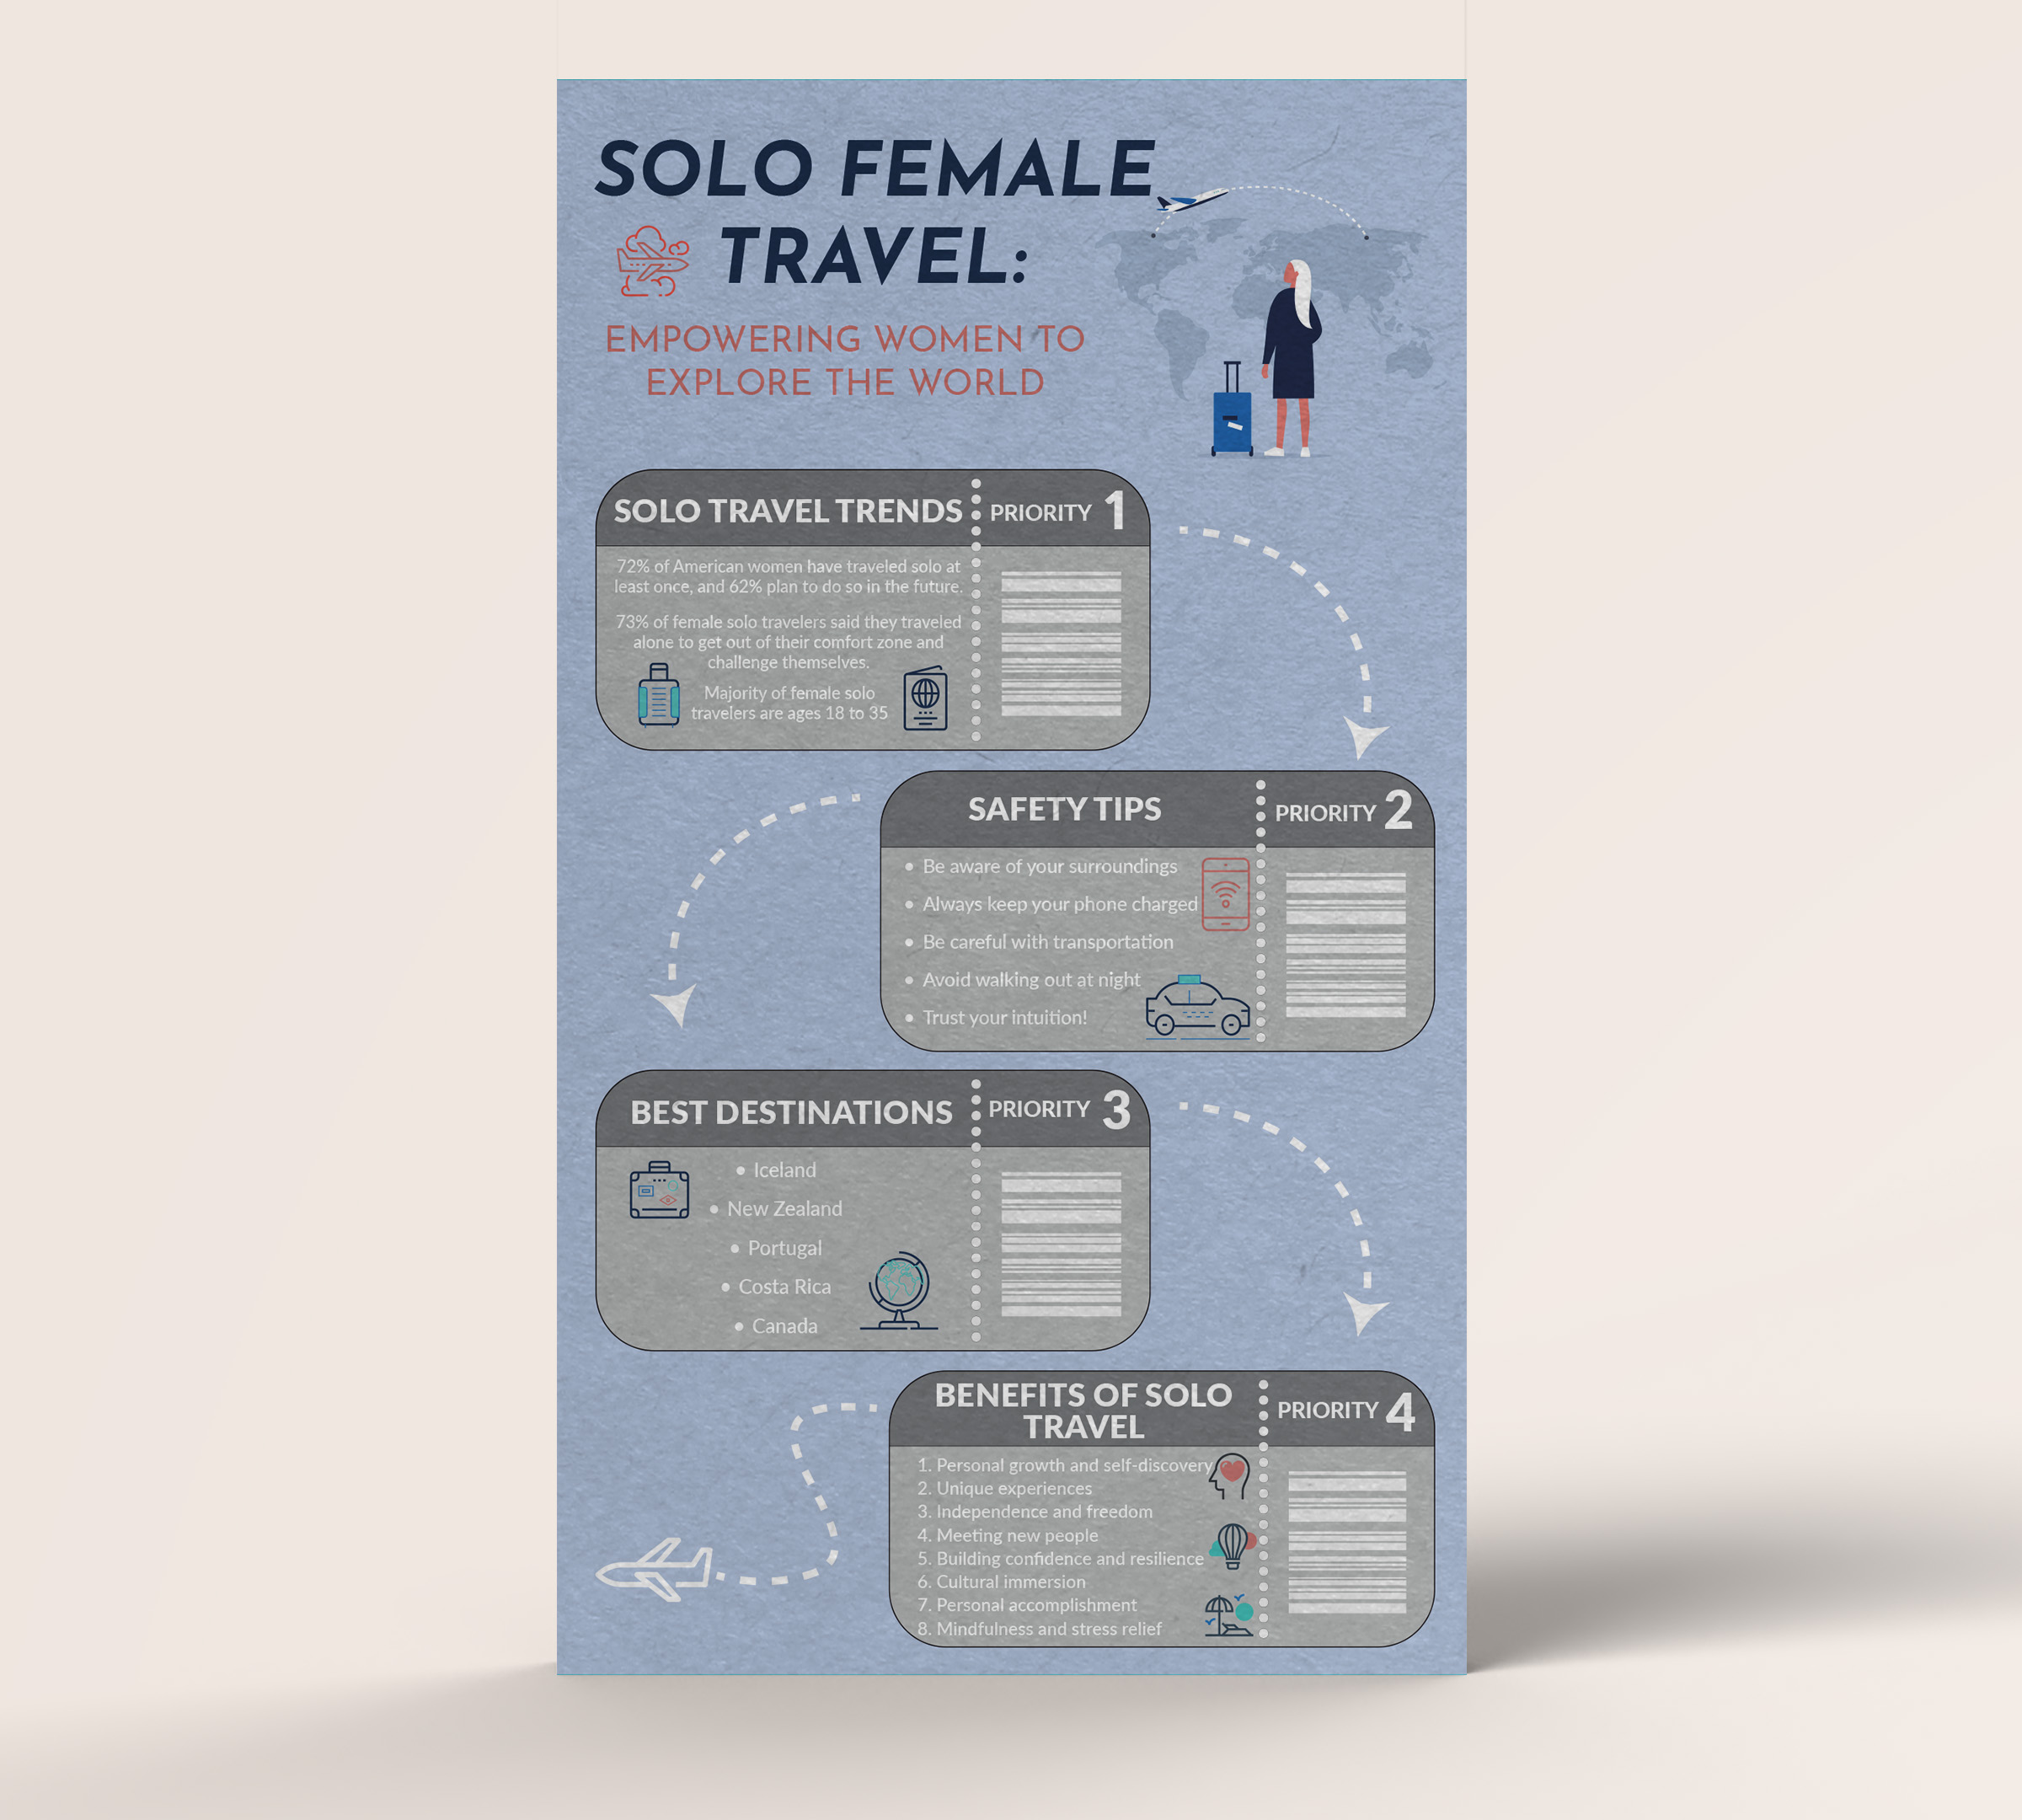 SOLO FEMALE
TRAVEL:
EMPOWERING WOMEN TO
EXPLORE THE WORLD
SOLO TRAVEL TRENDS
PRIORITY 1
72% of American women have traveled solo at
least once, and 62% plan to do so in the future.
73% of female solo travelers said they traveled
alone to get out of their comfort zone and
challenge themselves.
Majority of female solo
travelers are ages 18 to 35
SAFETY TIPS
PRIORITY 2
• Be aware of your surroundings
• Always keep your phone charged
• Be careful with transportation
• Avoid walking out at night
• Trust your intuition!
BEST DESTINATIONS
PRIORITY 3
• Iceland
• New Zealand
• Portugal
• Costa Rica
• Canada
BENEFITS OF SOLO
TRAVEL
PRIORITY 4
1. Personal growth and self-discovery
2. Unique experiences
3. Independence and freedom
4. Meeting new people
5. Building confidence and resilience
6. Cultural immersion
7. Personal accomplishment
8. Mindfulness and stress relief